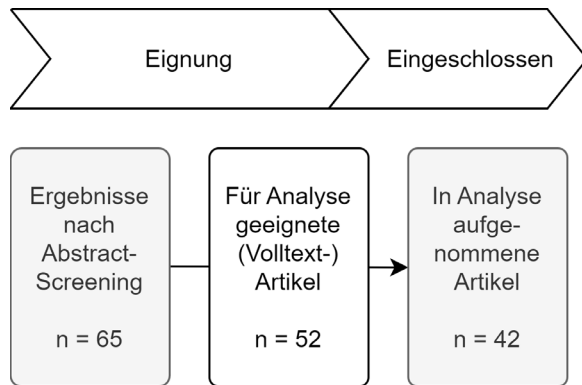 Eignung
Eingeschlossen
Ergebnisse
nach
Abstract-
Screening
n = 65
Für Analyse
geeignete
(Volltext-)
Artikel
n = 52
In Analyse
aufge-
nommene
Artikel
n = 42